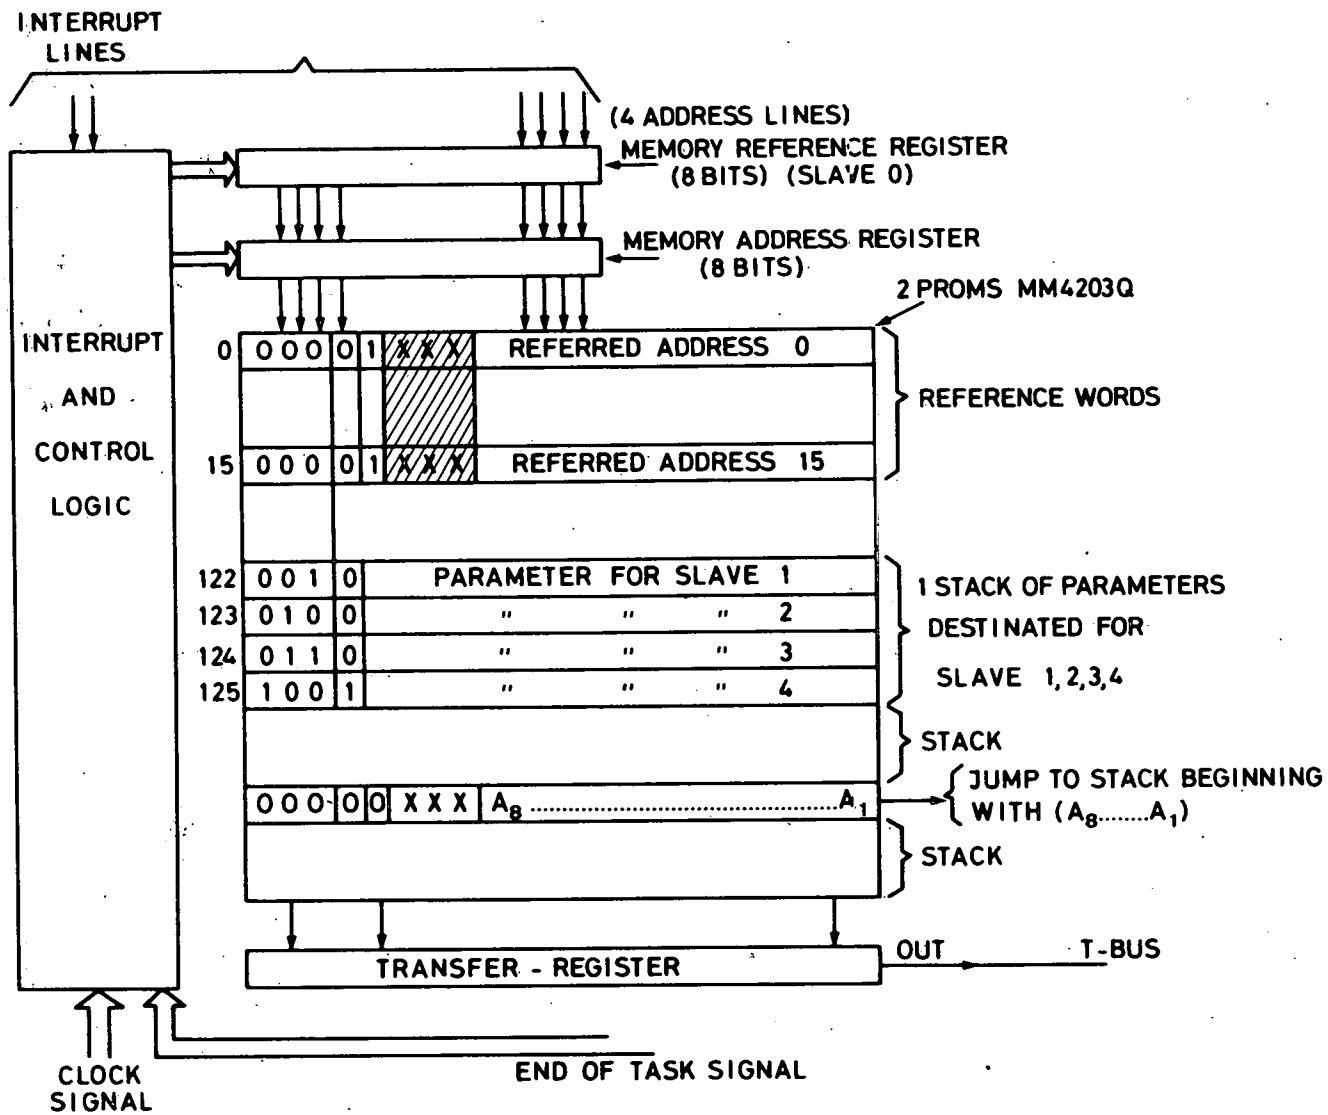 INTERRUPT
LINES
(4 ADDRESS LINES)
MEMORY REFERENCE REGISTER
(8 BITS) (SLAVE 0)
MEMORY ADDRESS REGISTER
(8 BITS)
2 PROMS MM4203Q
INTERRUPT
AND
CONTROL
LOGIC
0 0 0 0 0 1 X X X REFERRED ADDRESS 0
REFERENCE WORDS
15 0 0 0 0 1 X X X REFERRED ADDRESS 15
122 0 0 1 0 PARAMETER FOR SLAVE 1
123 0 1 0 0 " " " 2
124 0 1 1 0 " " " 3
125 1 0 0 1 " " " 4
1 STACK OF PARAMETERS
DESTINATED FOR
SLAVE 1,2,3,4
STACK
0 0 0 0 0 X X X A8 ........................................ A1
JUMP TO STACK BEGINNING
WITH (A8........A1)
STACK
TRANSFER - REGISTER
OUT T-BUS
END OF TASK SIGNAL
CLOCK
SIGNAL